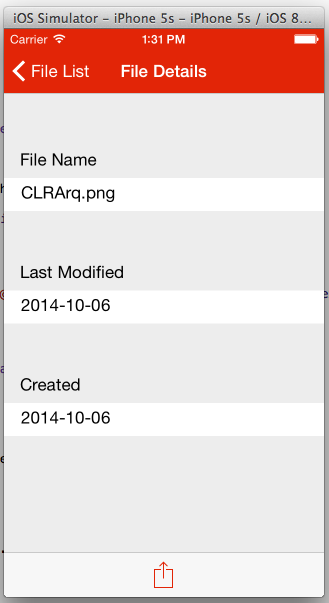 iOS Simulator - iPhone 5s - iPhone 5s / iOS 8...
Carrier 1:31 PM
File List File Details
File Name
CLRArq.png
Last Modified
2014-10-06
Created
2014-10-06